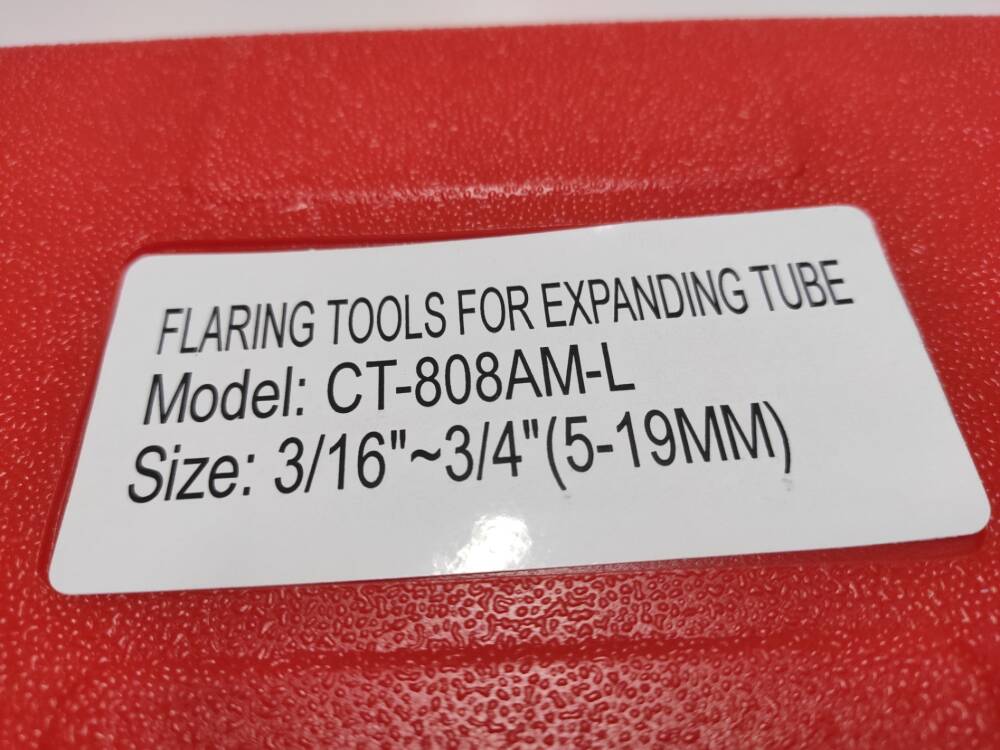 FLARING TOOLS FOR EXPANDING TUBE
Model: CT-808AM-L
Size: 3/16"~3/4"(5-19MM)